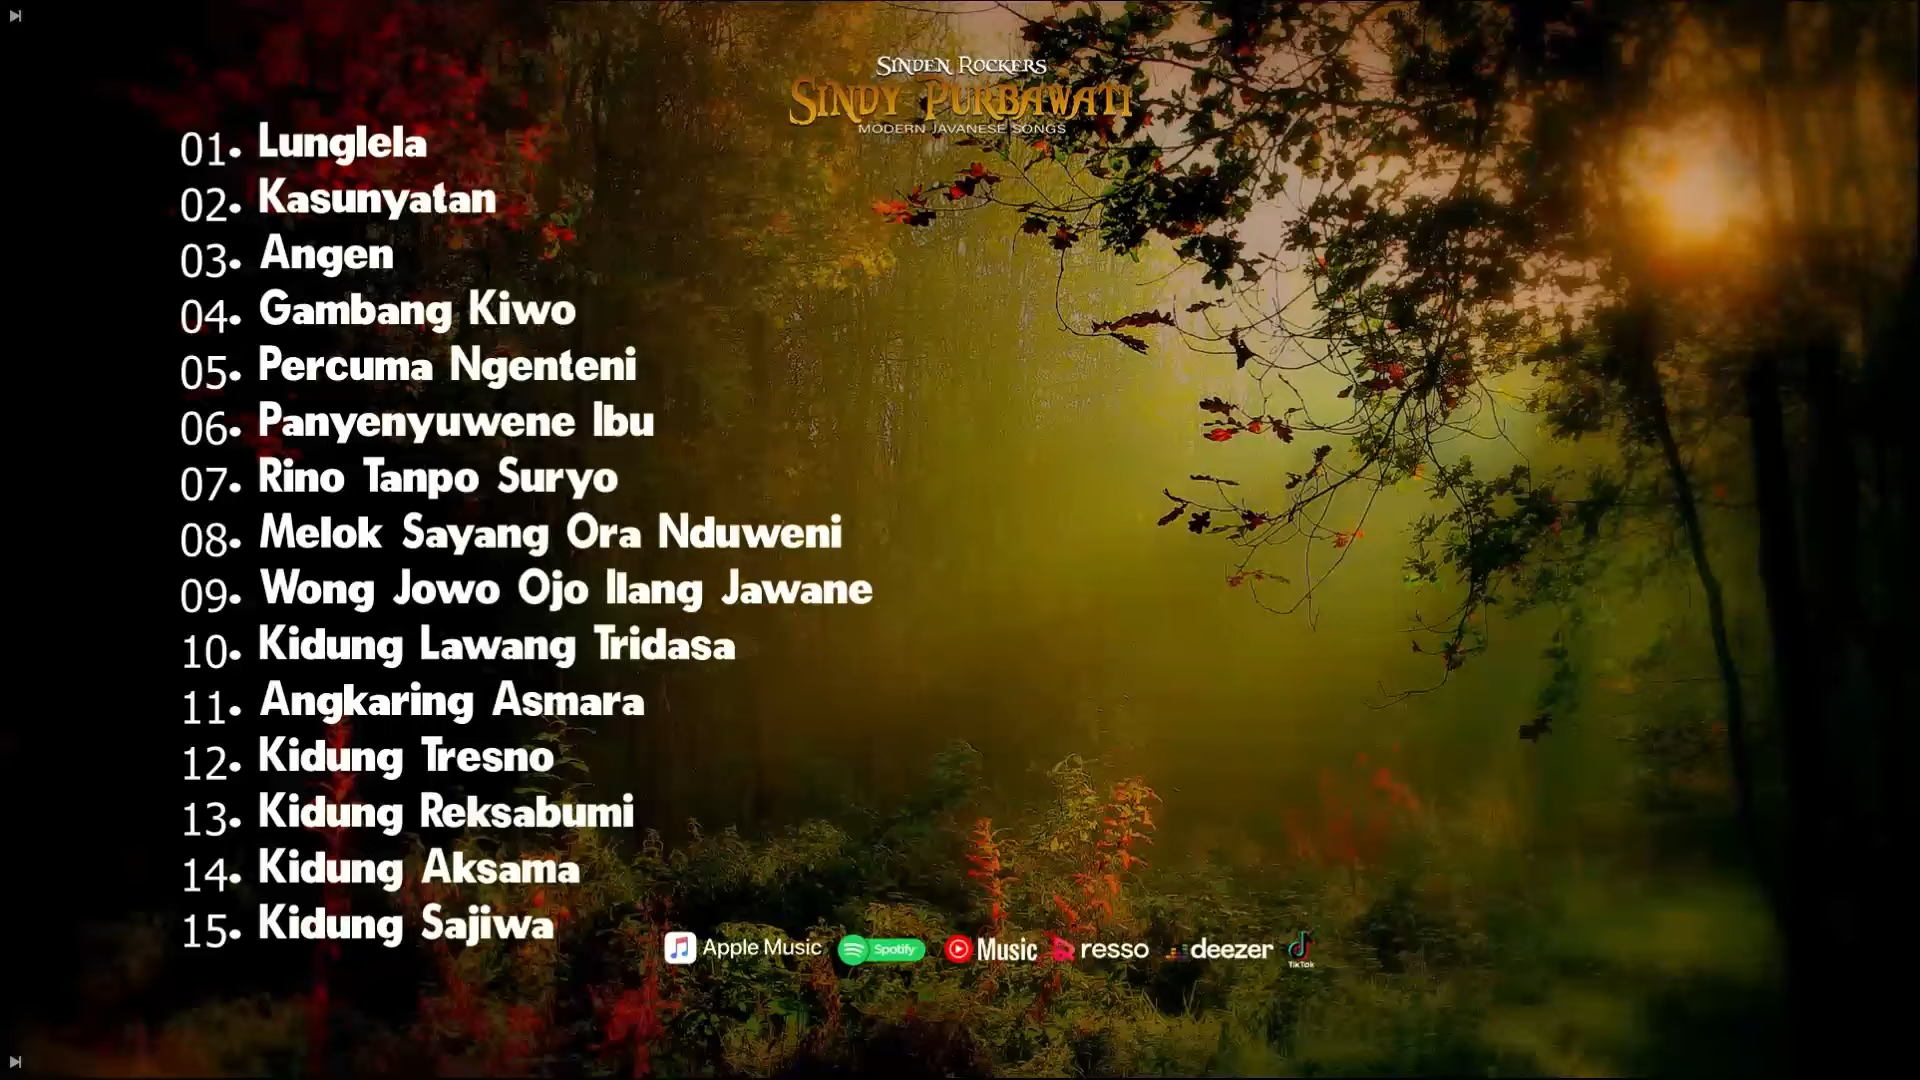 SINDEN ROCKERS
SINDY PURBAWATI
MODERN JAVANESE SONGS
01. Lunglela
02. Kasunyatan
03. Angen
04. Gambang Kiwo
05. Percuma Ngenteni
06. Panyenyuwene Ibu
07. Rino Tanpo Suryo
08. Melok Sayang Ora Nduweni
09. Wong Jowo Ojo Ilang Jawane
10. Kidung Lawang Tridasa
11. Angkaring Asmara
12. Kidung Tresno
13. Kidung Reksabumi
14. Kidung Aksama
15. Kidung Sajiwa
Apple Music Spotify Music resso deezer TikTok